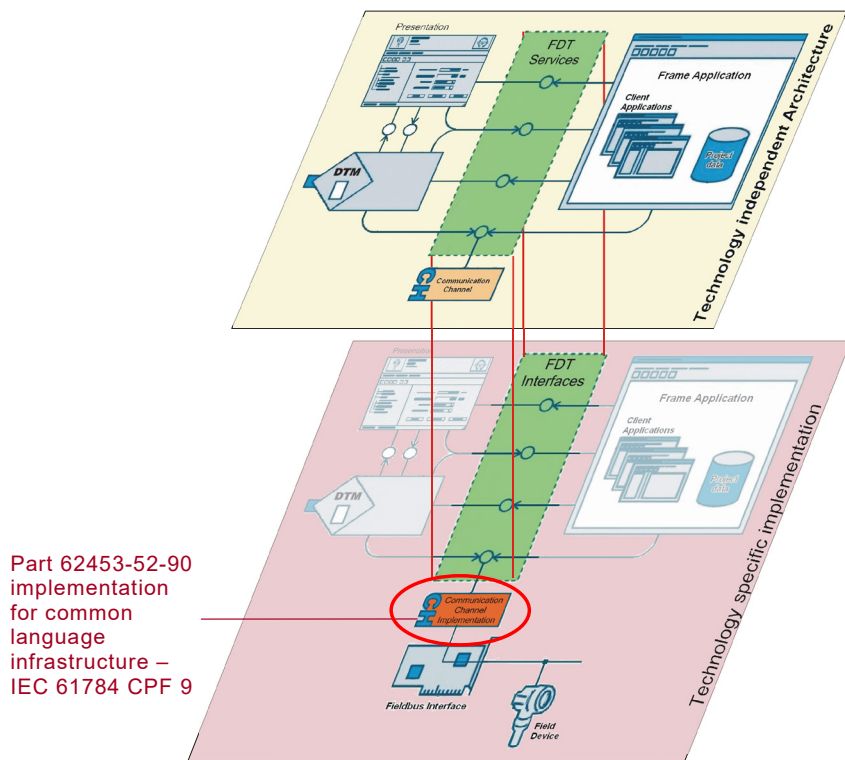 Presentation
FDT
Services
Frame Application
Client
Applications
Project
data
DTM
CH
Communication
Channel
Technology independent Architecture
Presentation
FDT
Interfaces
Frame Application
Client
Applications
Project
data
DTM
CH
Communication
Channel
Implementation
Technology specific implementation
Part 62453-52-90
implementation
for common
language
infrastructure –
IEC 61784 CPF 9
Fieldbus Interface
Field
Device